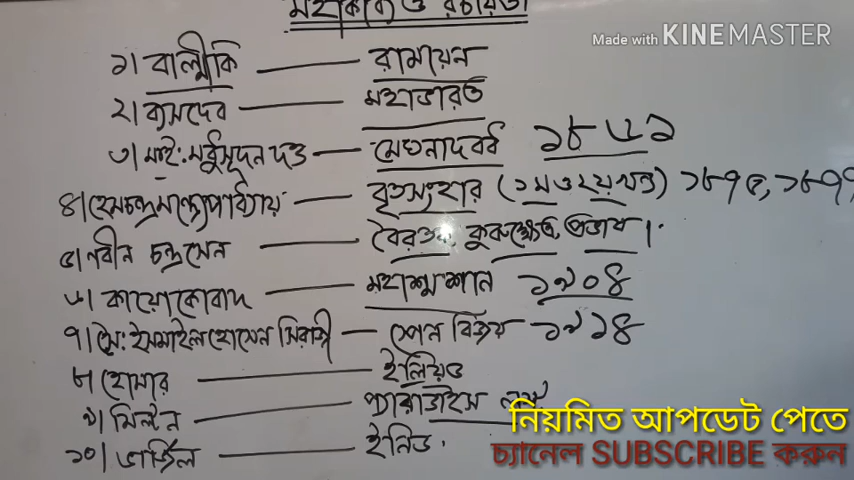 মহাকাব্য ও রচয়িতা
Made with KINEMASTER
১) বাল্মীকি — রামায়েন
২) ব্যসদেব — মহাভারত
৩) মাই: মধুসূদন দত্ত — মেঘনাদবধ ১৮৬১
৪) হেমচন্দ্র বন্দ্যোপাধ্যায় — বৃত্রসংহার (১ম ও ২য় খন্ড) ১৮৭৫, ১৮৭৭
৫) নবীন চন্দ্রসেন — রৈবতক, কুরুক্ষেত্র, প্রভাষ।
৬) কায়োকোবাদ — মহাশ্মশান ১৯০৪
৭) সৈ: ইসমাইল হোসেন সিরাজী — স্পেন বিজয় ১৯১৪
৮) হোমার — ইলিয়ড
৯) মিল্টন — প্যারাডাইস লস্ট
১০) ভার্জিল — ইনিড.
নিয়মিত আপডেট পেতে
চ্যানেল SUBSCRIBE করুন